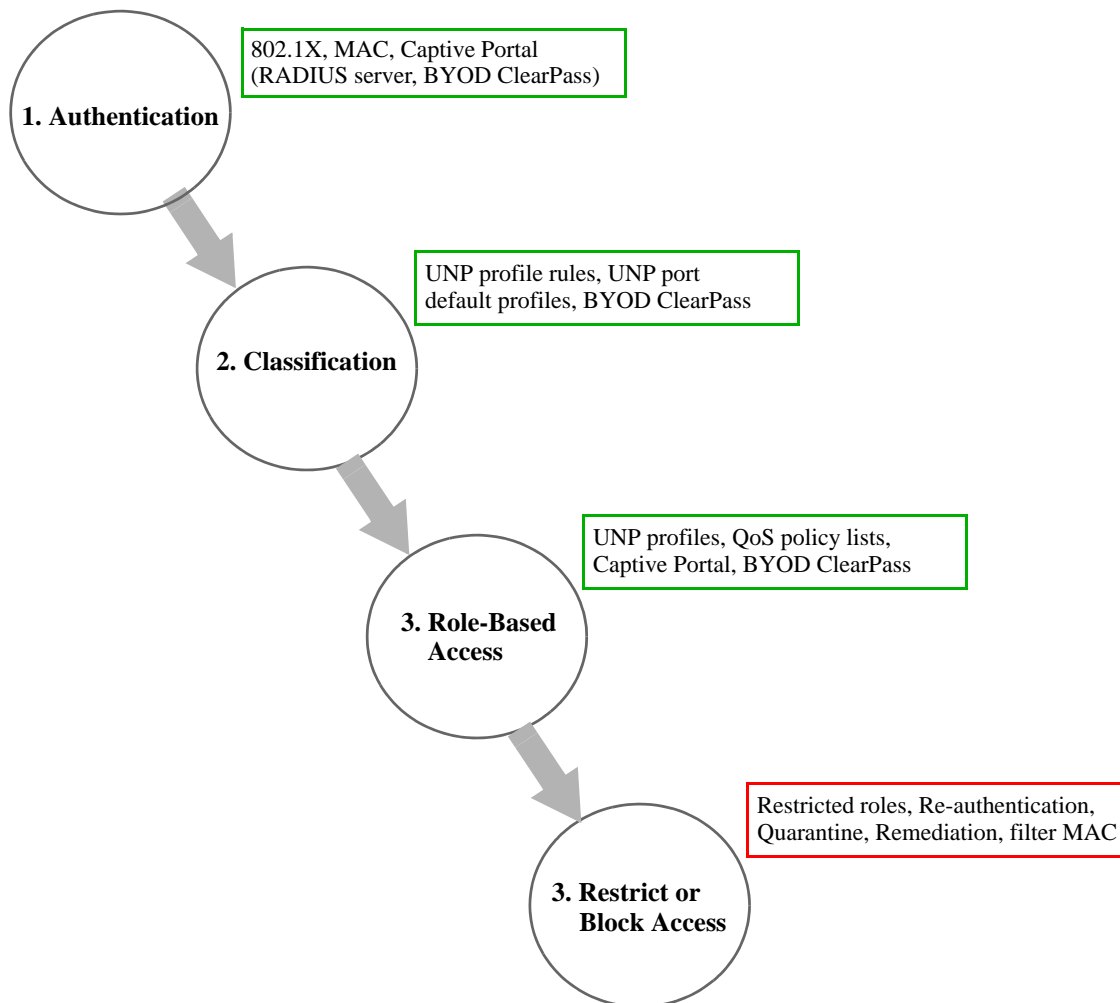 802.1X, MAC, Captive Portal
(RADIUS server, BYOD ClearPass)
1. Authentication
UNP profile rules, UNP port
default profiles, BYOD ClearPass
2. Classification
UNP profiles, QoS policy lists,
Captive Portal, BYOD ClearPass
3. Role-Based
Access
Restricted roles, Re-authentication,
Quarantine, Remediation, filter MAC
3. Restrict or
Block Access